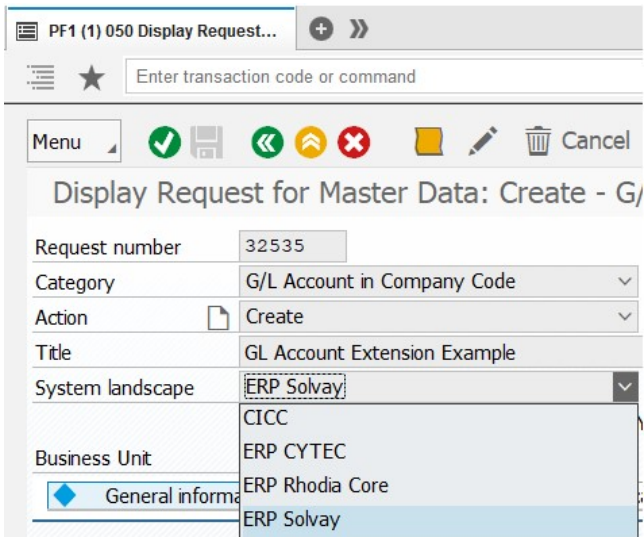 PF1 (1) 050 Display Request...
Enter transaction code or command
Menu
Cancel
Display Request for Master Data: Create - G/
Request number 32535
Category G/L Account in Company Code
Action Create
Title GL Account Extension Example
System landscape ERP Solvay
CICC
Business Unit ERP CYTEC
ERP Rhodia Core
General informa
ERP Solvay